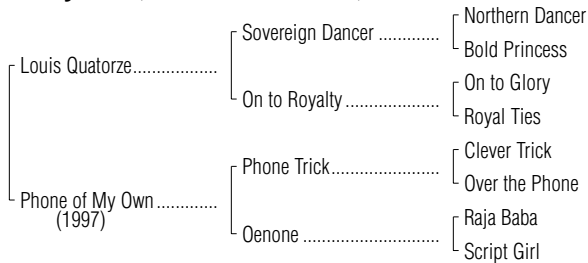 Northern Dancer
Sovereign Dancer ............
Bold Princess
Louis Quatorze.................
On to Glory
On to Royalty ...................
Royal Ties
Clever Trick
Phone Trick......................
Over the Phone
Phone of My Own ............
(1997)
Raja Baba
Oenone ...........................
Script Girl